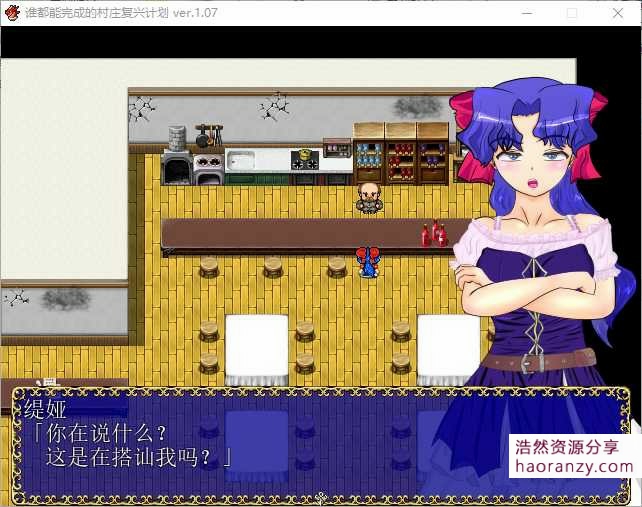 谁都能完成的村庄复兴计划 ver.1.07
缇娅
「你在说什么？
这是在搭讪我吗？」
浩然资源分享
haoranzy.com